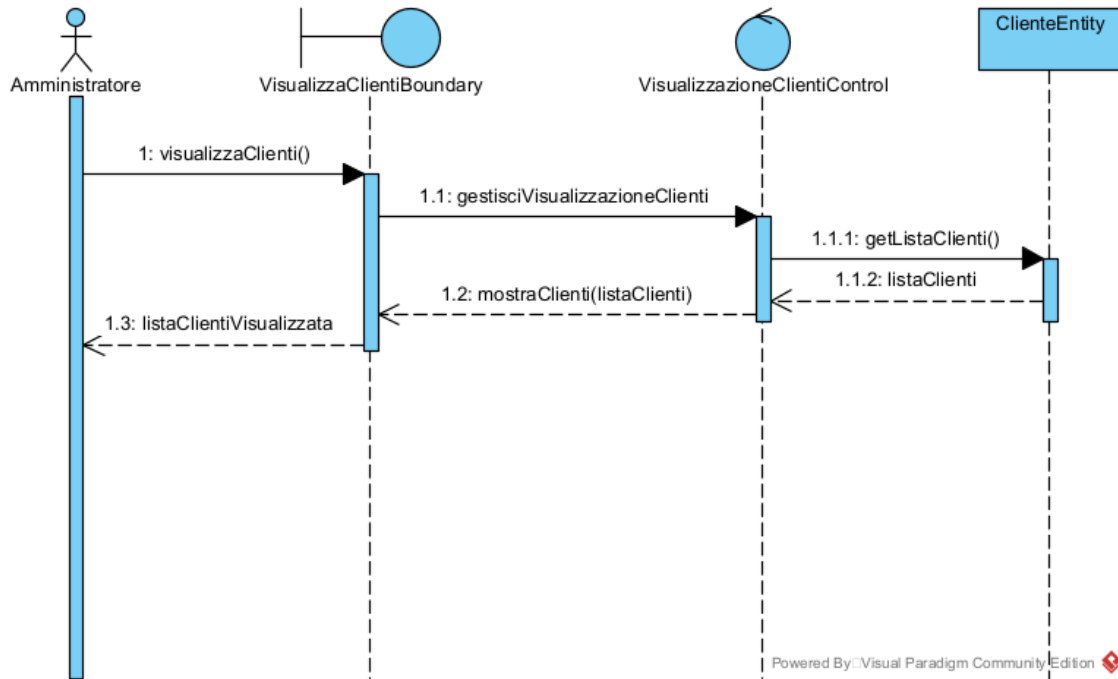 ClienteEntity
Amministratore
VisualizzaClientiBoundary
VisualizzazioneClientiControl
1: visualizzaClienti()
1.1: gestisciVisualizzazioneClienti
1.1.1: getListaClienti()
1.1.2: listaClienti
1.2: mostraClienti(listaClienti)
1.3: listaClientiVisualizzata
Powered By Visual Paradigm Community Edition